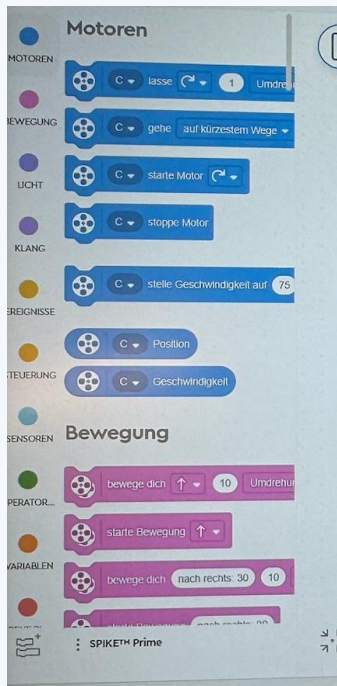 Motoren
MOTOREN
C lasse 1 Umdre
BEWEGUNG
C gehe auf kürzestem Wege
LICHT
C starte Motor
KLANG
C stoppe Motor
EREIGNISSE
C stelle Geschwindigkeit auf 75
STEUERUNG
C Position
C Geschwindigkeit
SENSOREN
Bewegung
OPERATOR...
bewege dich 10 Umdrehun
starte Bewegung
VARIABLEN
bewege dich nach rechts: 30 10
SPIKE™ Prime